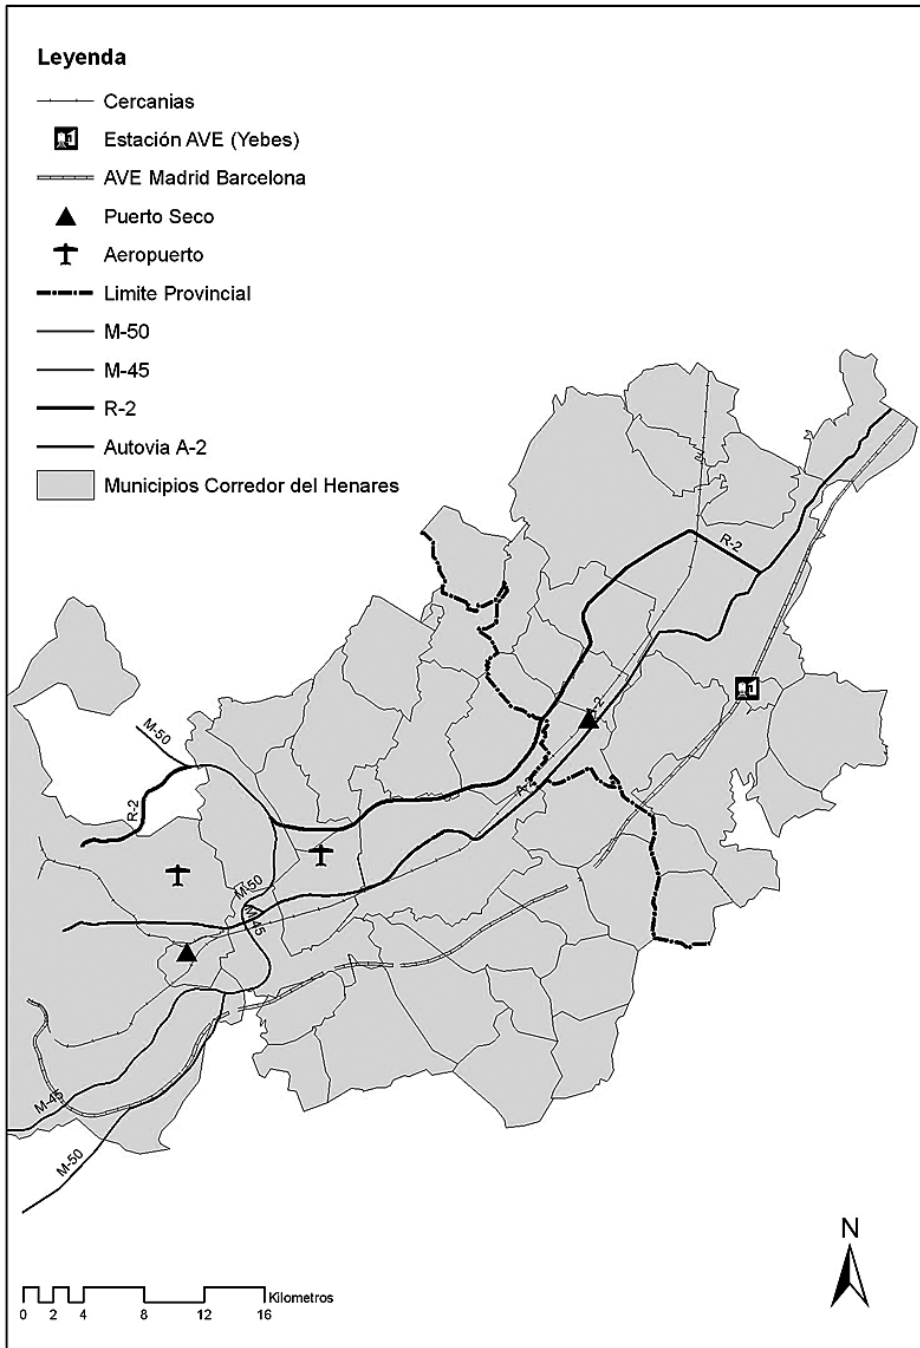 Leyenda
Cercanias
Estación AVE (Yebes)
AVE Madrid Barcelona
Puerto Seco
Aeropuerto
Limite Provincial
M-50
M-45
R-2
Autovia A-2
Municipios Corredor del Henares
R-2
M-50
A-2
A-2
R-2
M-50
M-45
M-45
M-50
N
Kilometros
0 2 4 8 12 16